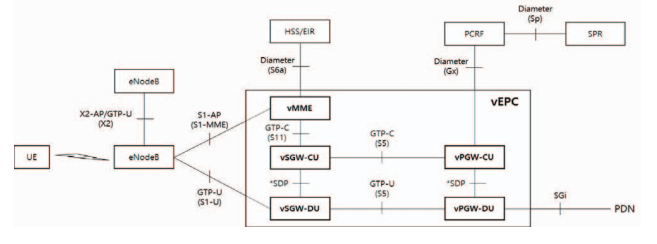 Diameter
(Sp)
HSS/EIR
PCRF
SPR
Diameter
(S6a)
Diameter
(Gx)
eNodeB
vEPC
X2-AP/GTP-U
(X2)
S1-AP
(S1-MME)
vMME
GTP-C
(S11)
GTP-C
(S5)
UE
eNodeB
vSGW-CU
vPGW-CU
GTP-U
(S1-U)
*SDP
GTP-U
(S5)
*SDP
SGi
vSGW-DU
vPGW-DU
PDN